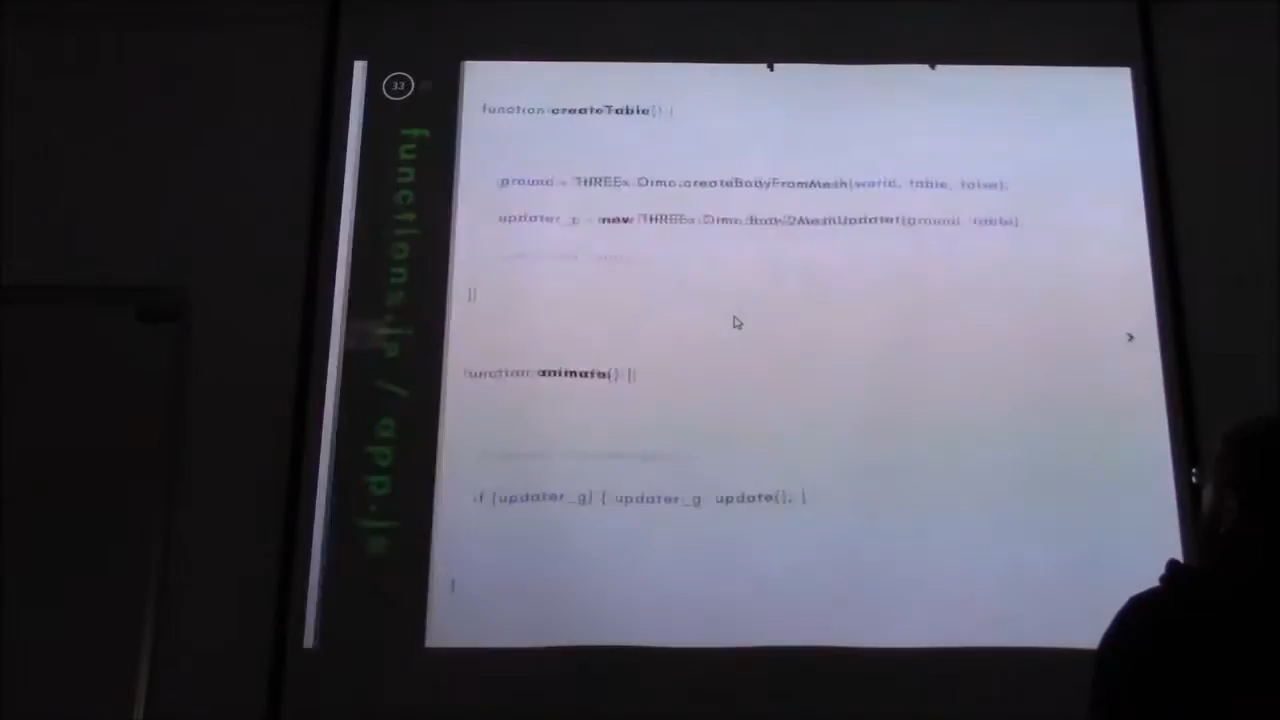 33
functions.js / app.js
function createTable() {
ground = THREEx.Oimo.createBodyFromMesh(world, table, false);
updater_g = new THREEx.Oimo.Body2MeshUpdater(ground, table)
}
function animate() {
if (updater_g) { updater_g.update(); }
}